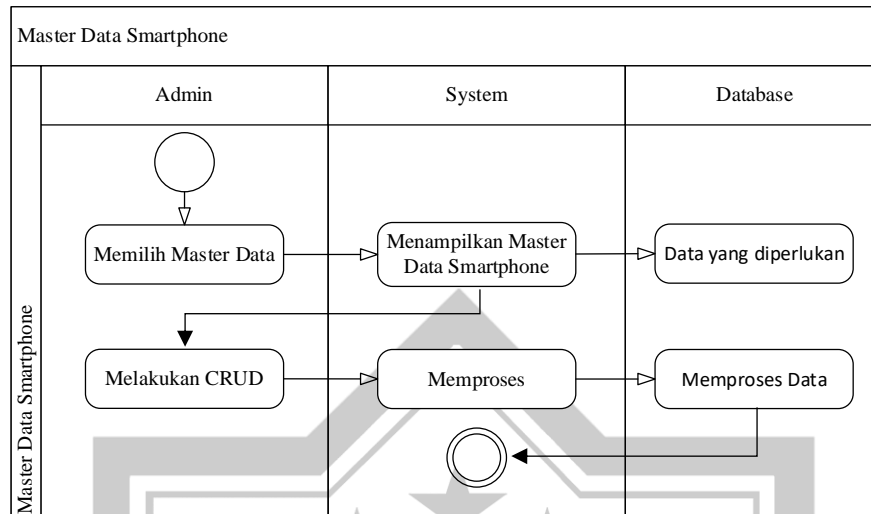 Master Data Smartphone
Admin
System
Database
Master Data Smartphone
Memilih Master Data
Menampilkan Master
Data Smartphone
Data yang diperlukan
Melakukan CRUD
Memproses
Memproses Data